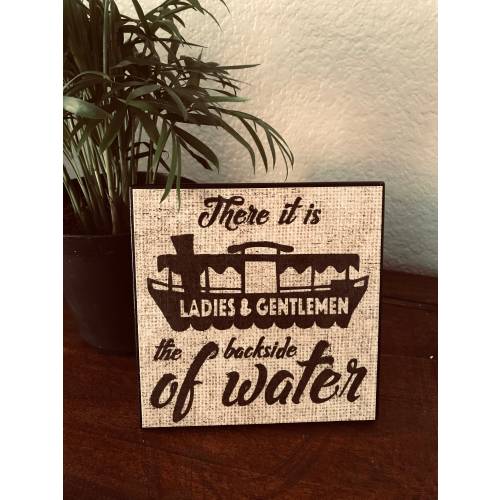 There it is
LADIES & GENTLEMEN
the backside
of water